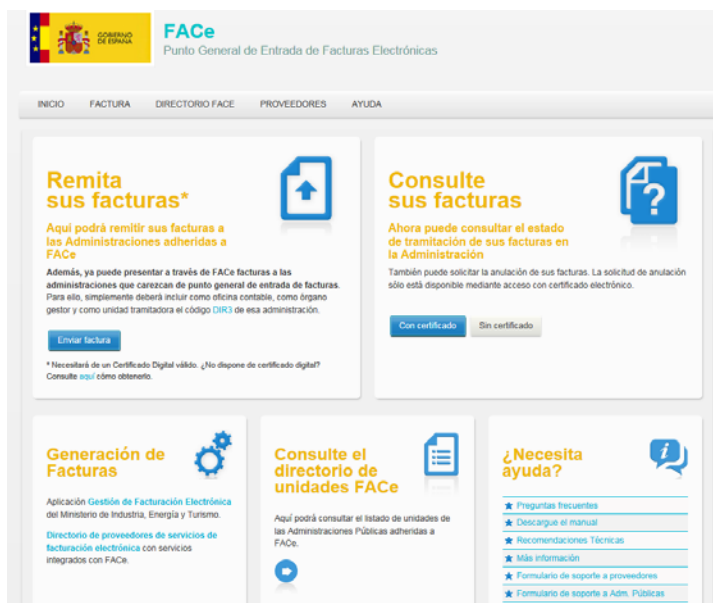 GOBIERNO
DE ESPAÑA
FACe
Punto General de Entrada de Facturas Electrónicas
INICIO FACTURA DIRECTORIO FACE PROVEEDORES AYUDA
Remita
sus facturas*
Aqui podrá remitir sus facturas a
las Administraciones adheridas a
FACe
Además, ya puede presentar a través de FACe facturas a las
administraciones que carezcan de punto general de entrada de facturas.
Para ello, simplemente deberá incluir como oficina contable, como órgano
gestor y como unidad tramitadora el código DIR3 de esa administración.
Enviar factura
* Necesitará de un Certificado Digital válido. ¿No dispone de certificado digital?
Consulte aquí cómo obtenerlo.
Consulte
sus facturas
Ahora puede consultar el estado
de tramitación de sus facturas en
la Administración
También puede solicitar la anulación de sus facturas. La solicitud de anulación
sólo está disponible mediante acceso con certificado electrónico.
Con certificado Sin certificado
Generación de
Facturas
Aplicación Gestión de Facturación Electrónica
del Ministerio de Industria, Energía y Turismo.
Directorio de proveedores de servicios de
facturación electrónica con servicios
integrados con FACe.
Consulte el
directorio de
unidades FACe
Aquí podrá consultar el listado de unidades de
las Administraciones Públicas adheridas a
FACe.
¿Necesita
ayuda?
Preguntas frecuentes
Descargue el manual
Recomendaciones Técnicas
Más información
Formulario de soporte a proveedores
Formulario de soporte a Adm. Públicas